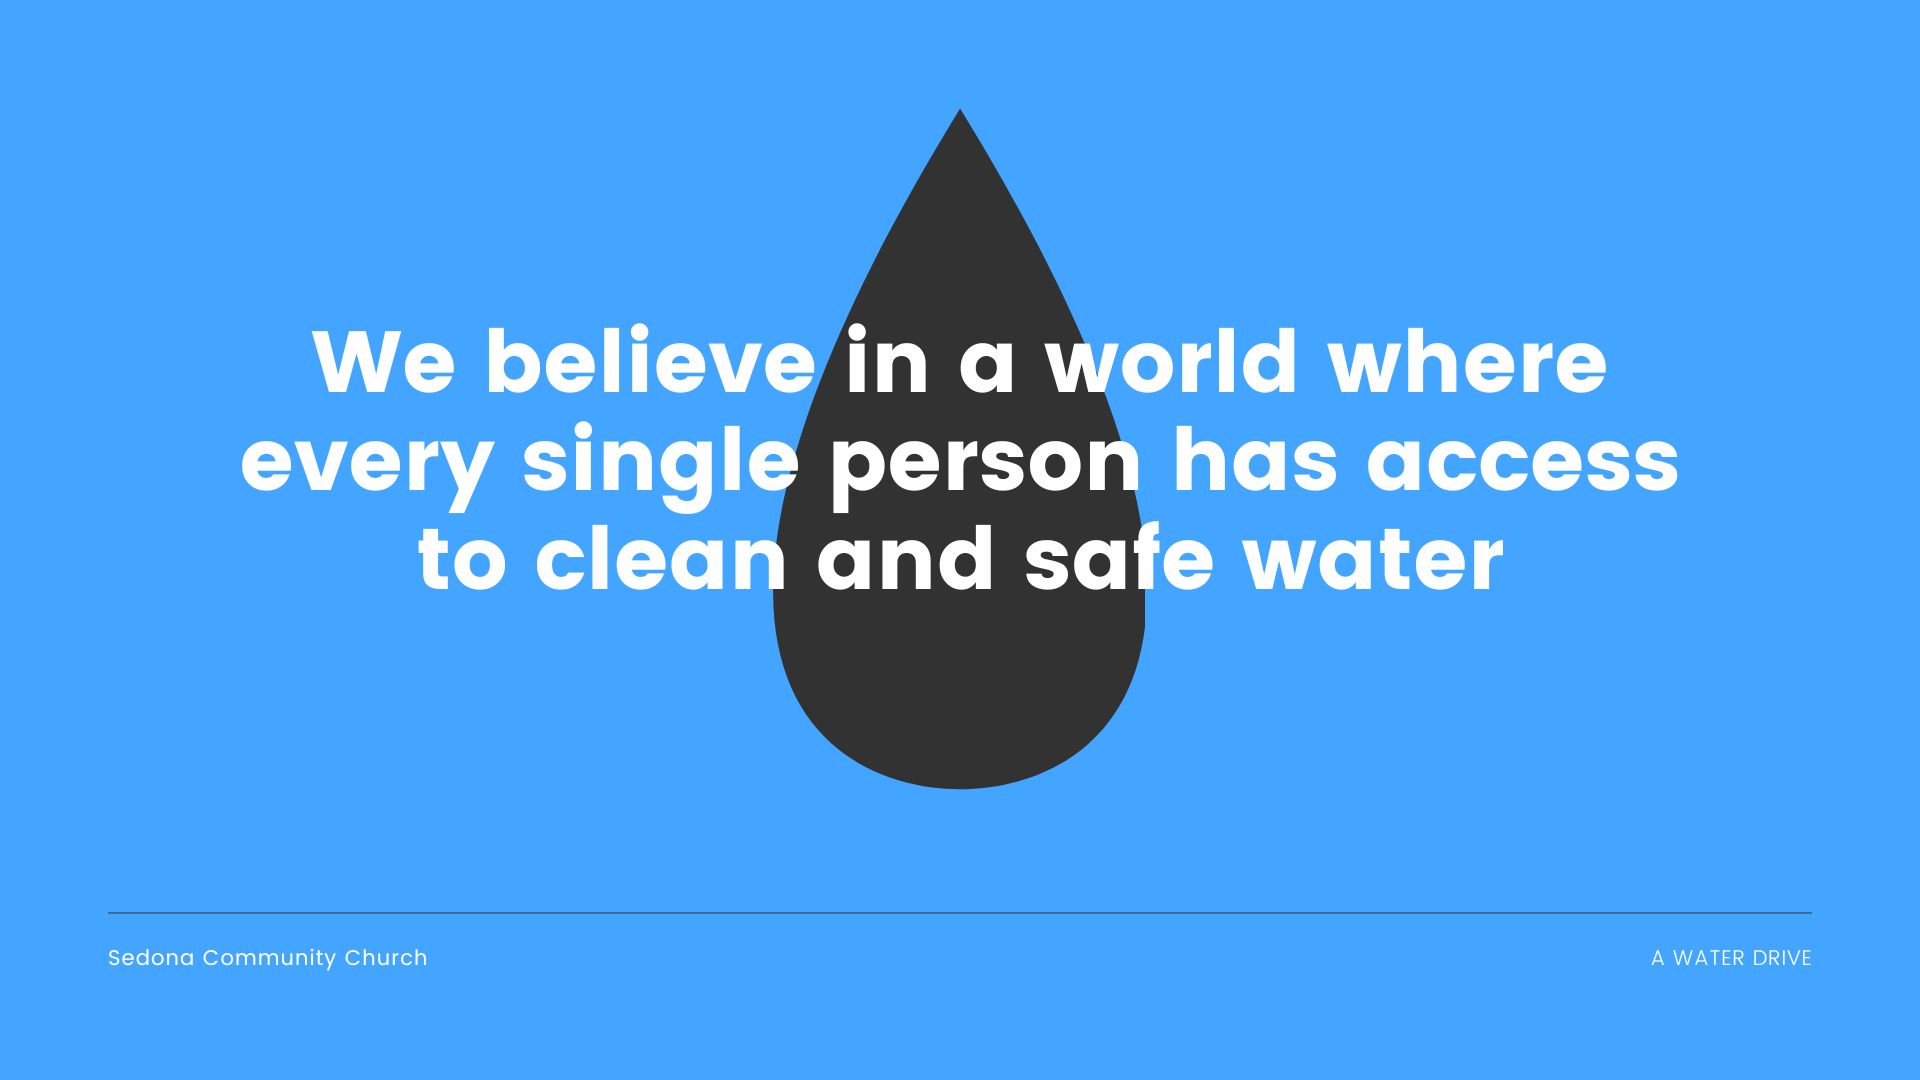 We believe in a world where
every single person has access
to clean and safe water
Sedona Community Church
A WATER DRIVE